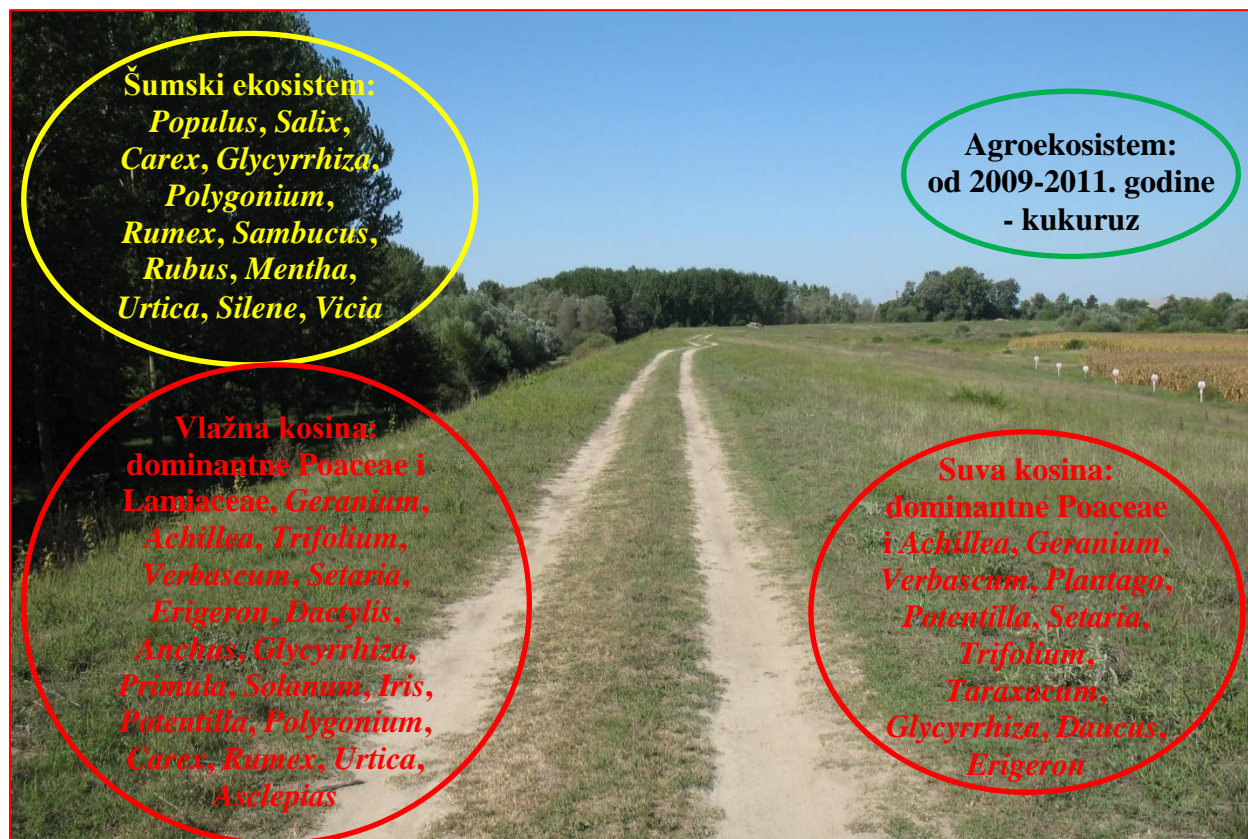 Šumski ekosistem:
Populus, Salix,
Carex, Glycyrrhiza,
Polygonium,
Rumex, Sambucus,
Rubus, Mentha,
Urtica, Silene, Vicia
Agroekosistem:
od 2009-2011. godine
- kukuruz
Vlažna kosina:
dominantne Poaceae i
Lamiaceae, Geranium,
Achillea, Trifolium,
Verbascum, Setaria,
Erigeron, Dactylis,
Anchus, Glycyrrhiza,
Primula, Solanum, Iris,
Potentilla, Polygonium,
Carex, Rumex, Urtica,
Asclepias
Suva kosina:
dominantne Poaceae
i Achillea, Geranium,
Verbascum, Plantago,
Potentilla, Setaria,
Trifolium,
Taraxacum,
Glycyrrhiza, Daucus,
Erigeron